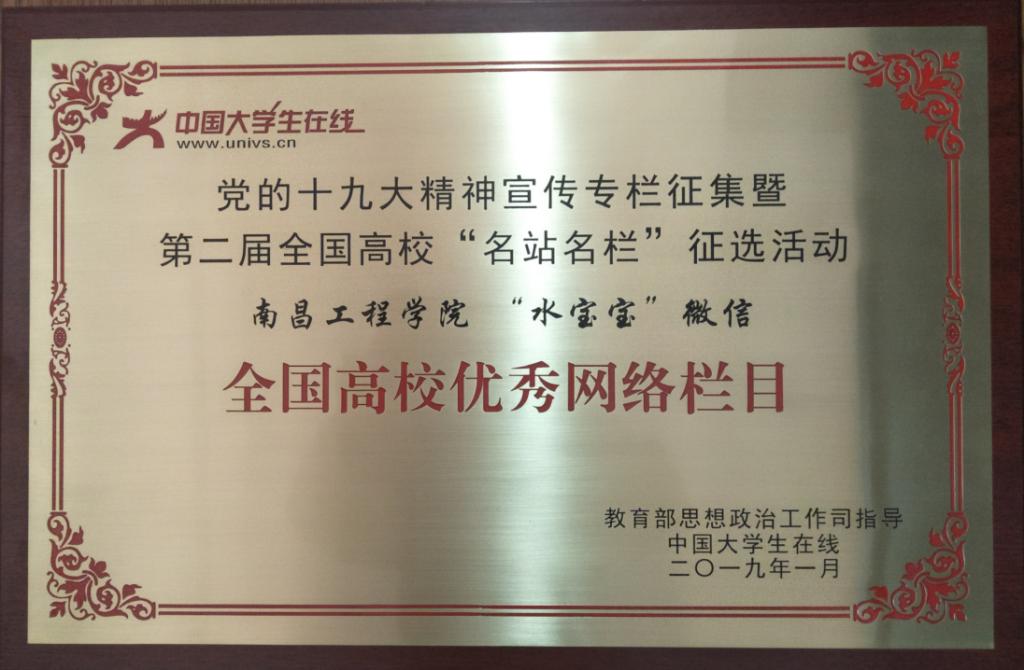 中国大学生在线
www.univs.cn
党的十九大精神宣传专栏征集暨
第二届全国高校“名站名栏”征选活动
南昌工程学院 “水宝宝”微信
全国高校优秀网络栏目
教育部思想政治工作司指导
中国大学生在线
二〇一九年一月